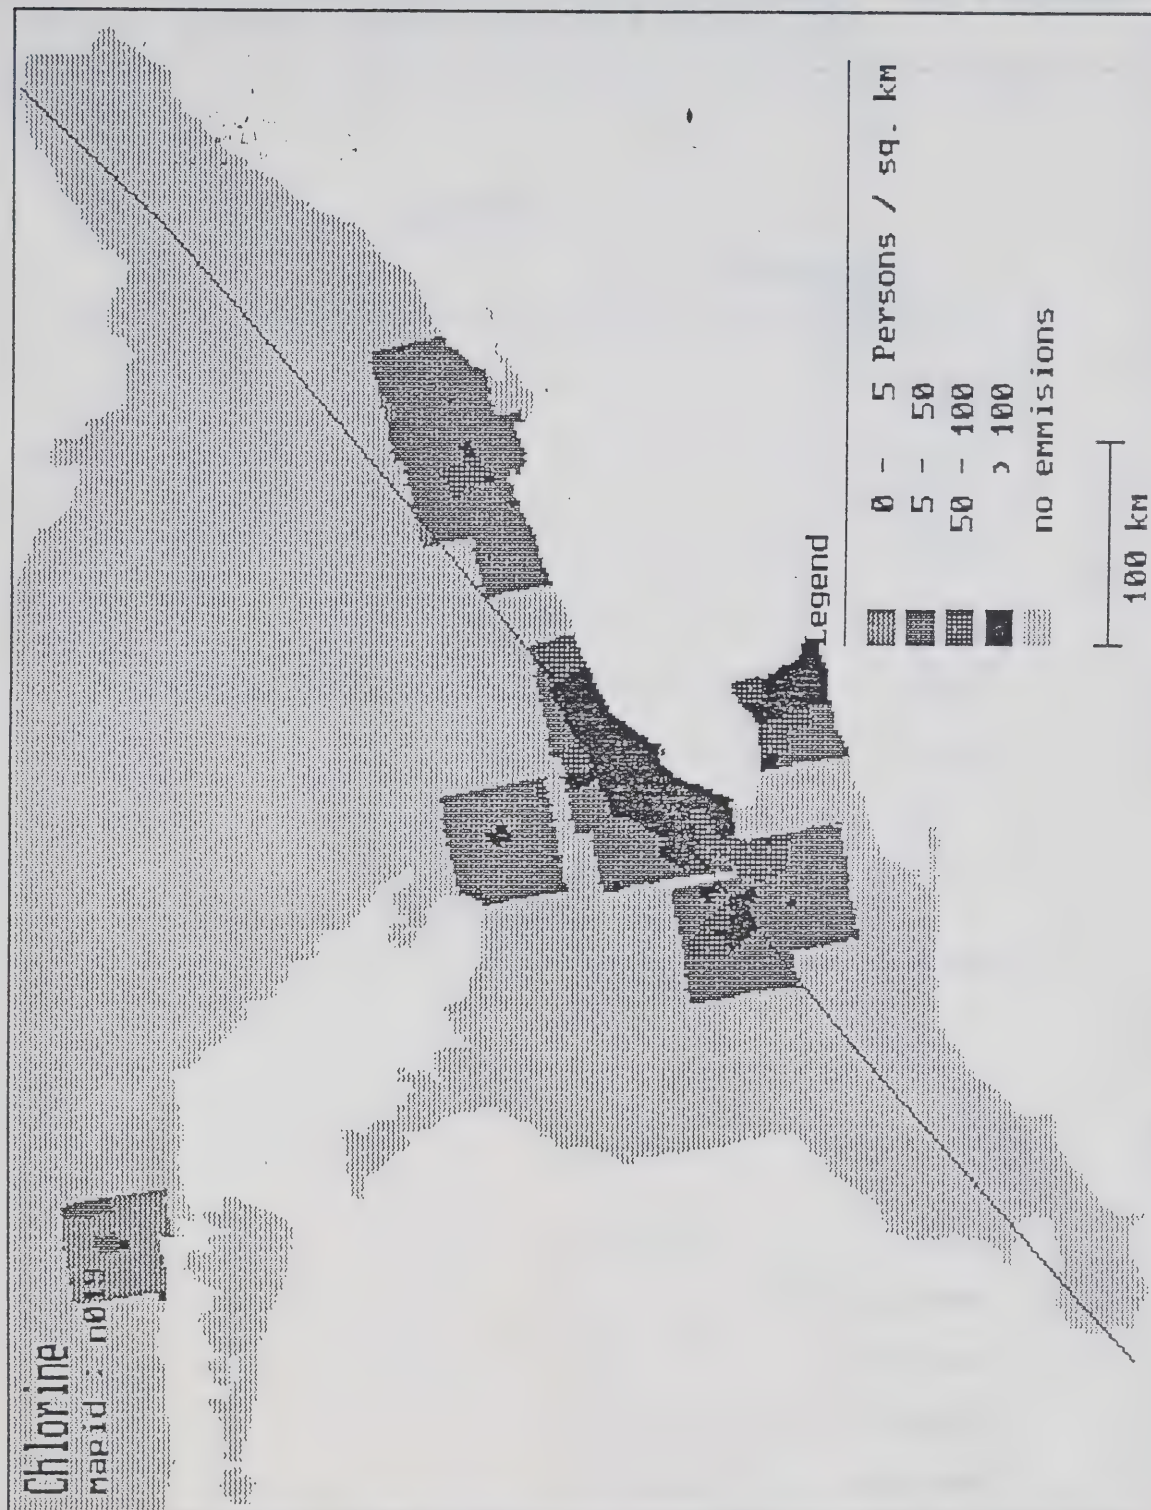 Chlorine
mapid : n019
Legend
0 - 5 Persons / sq. km
5 - 50
50 - 100
> 100
no emmisions
100 km